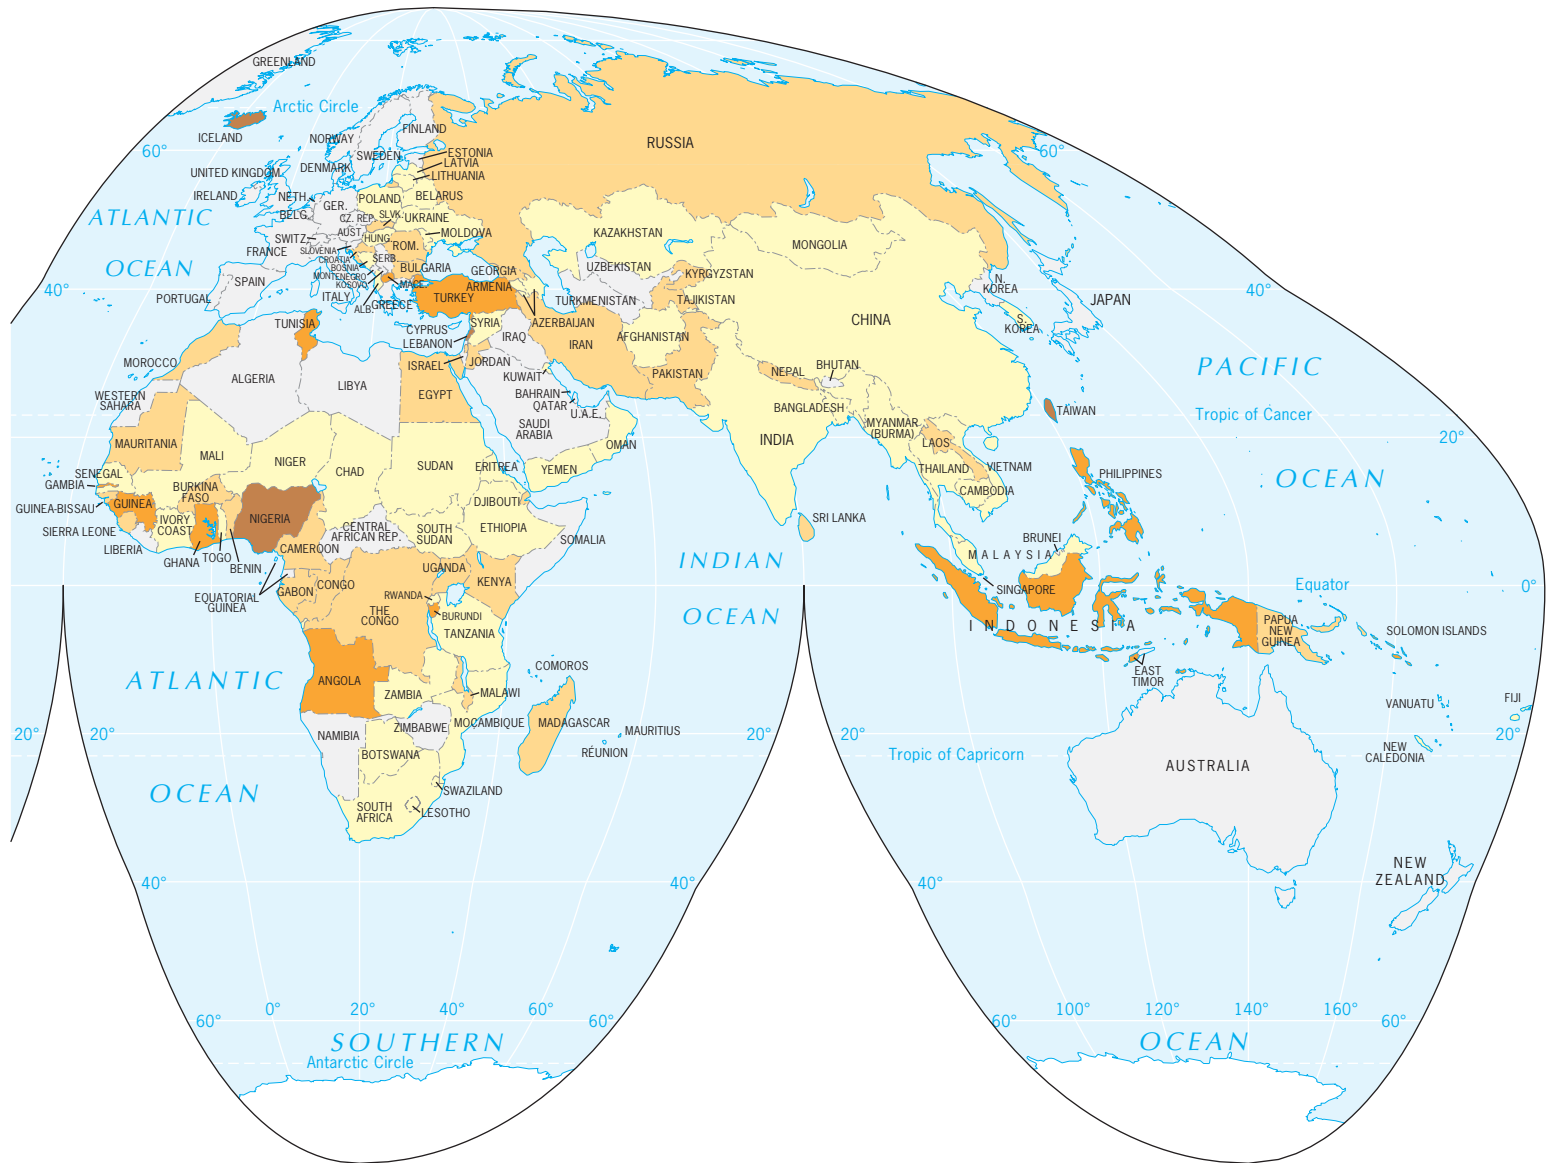 GREENLAND
Arctic Circle
ICELAND
NORWAY
FINLAND
RUSSIA
60°
60°
SWEDEN
ESTONIA
LATVIA
LITHUANIA
UNITED KINGDOM
DENMARK
IRELAND
NETH.
GER.
POLAND
BELARUS
BELG.
CZ. REP.
SLVK.
UKRAINE
ATLANTIC
OCEAN
AUST.
HUNG.
MOLDOVA
SWITZ.
SLOVENIA
ROM.
FRANCE
CROATIA
SERB.
BOSNIA
MONTENEGRO
KOSOVO
BULGARIA
GEORGIA
KAZAKHSTAN
MONGOLIA
UZBEKISTAN
KYRGYZSTAN
SPAIN
ITALY
MACE.
ARMENIA
40°
PORTUGAL
ALB.
GREECE
TURKEY
TURKMENISTAN
TAJIKISTAN
N.
KOREA
JAPAN
40°
TUNISIA
CYPRUS
LEBANON
SYRIA
AZERBAIJAN
CHINA
S.
KOREA
IRAQ
IRAN
AFGHANISTAN
MOROCCO
ISRAEL
JORDAN
BHUTAN
PACIFIC
ALGERIA
LIBYA
EGYPT
KUWAIT
PAKISTAN
NEPAL
WESTERN
SAHARA
BAHRAIN
QATAR
U.A.E.
BANGLADESH
TAIWAN
Tropic of Cancer
SAUDI
ARABIA
MYANMAR
(BURMA)
INDIA
LAOS
20°
MAURITANIA
MALI
NIGER
CHAD
SUDAN
ERITREA
YEMEN
OMAN
THAILAND
VIETNAM
PHILIPPINES
OCEAN
SENEGAL
GAMBIA
BURKINA
FASO
CAMBODIA
GUINEA-BISSAU
GUINEA
DJIBOUTI
SIERRA LEONE
IVORY
COAST
NIGERIA
CENTRAL
AFRICAN REP.
SOUTH
SUDAN
ETHIOPIA
SRI LANKA
LIBERIA
GHANA
TOGO
BENIN
CAMEROON
SOMALIA
BRUNEI
MALAYSIA
INDIAN
OCEAN
EQUATORIAL
GUINEA
GABON
CONGO
UGANDA
KENYA
SINGAPORE
Equator
0°
THE
CONGO
RWANDA
BURUNDI
TANZANIA
INDONESIA
PAPUA
NEW
GUINEA
SOLOMON ISLANDS
ATLANTIC
OCEAN
ANGOLA
ZAMBIA
MALAWI
COMOROS
EAST
TIMOR
VANUATU
FIJI
20°
20°
NAMIBIA
ZIMBABWE
MOÇAMBIQUE
MADAGASCAR
MAURITIUS
RÉUNION
20°
20°
20°
BOTSWANA
Tropic of Capricorn
AUSTRALIA
NEW
CALEDONIA
SWAZILAND
SOUTH
AFRICA
LESOTHO
NEW
ZEALAND
40°
40°
40°
60°
0°
20°
40°
60°
60°
60°
100°
120°
140°
160°
60°
SOUTHERN
OCEAN
Antarctic Circle